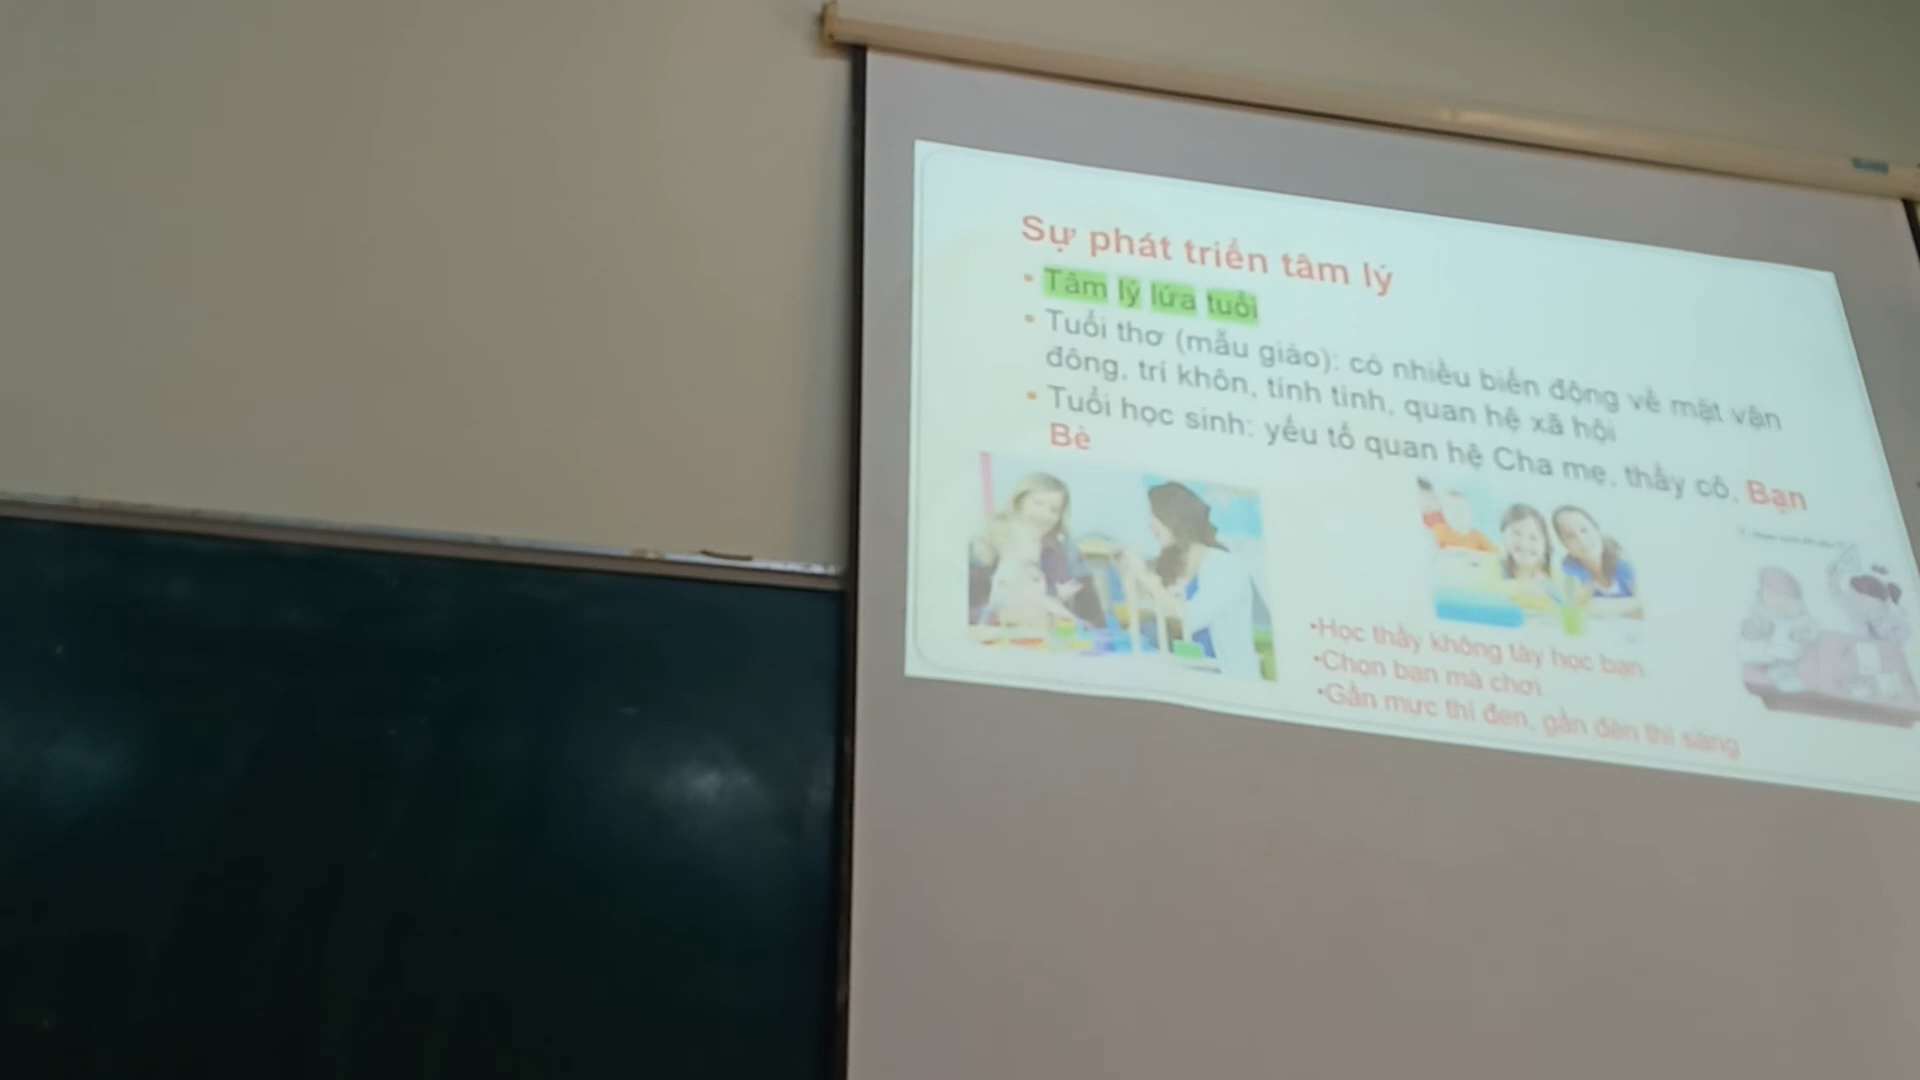 Sự phát triển tâm lý
• Tâm lý lứa tuổi
• Tuổi thơ (mẫu giáo): có nhiều biến động về mặt vận
động, trí khôn, tính tình, quan hệ xã hội
• Tuổi học sinh: yếu tố quan hệ Cha mẹ, thầy cô, Bạn
Bè
•Học thầy không tày học bạn
•Chọn bạn mà chơi
•Gần mực thì đen, gần đèn thì sáng